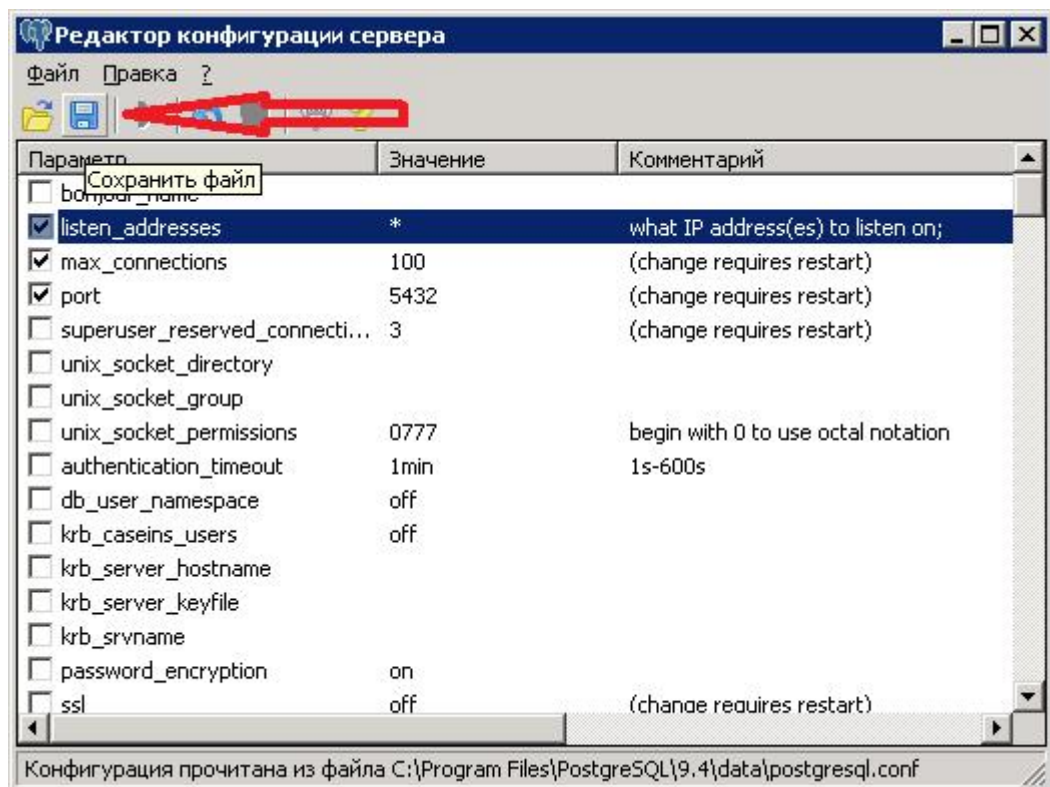 Редактор конфигурации сервера
Файл Правка ?
Параметр Значение Комментарий
Сохранить файл
bonjour_name
listen_addresses * what IP address(es) to listen on;
max_connections 100 (change requires restart)
port 5432 (change requires restart)
superuser_reserved_connecti... 3 (change requires restart)
unix_socket_directory
unix_socket_group
unix_socket_permissions 0777 begin with 0 to use octal notation
authentication_timeout 1min 1s-600s
db_user_namespace off
krb_caseins_users off
krb_server_hostname
krb_server_keyfile
krb_srvname
password_encryption on
ssl off (change requires restart)
Конфигурация прочитана из файла C:\Program Files\PostgreSQL\9.4\data\postgresql.conf